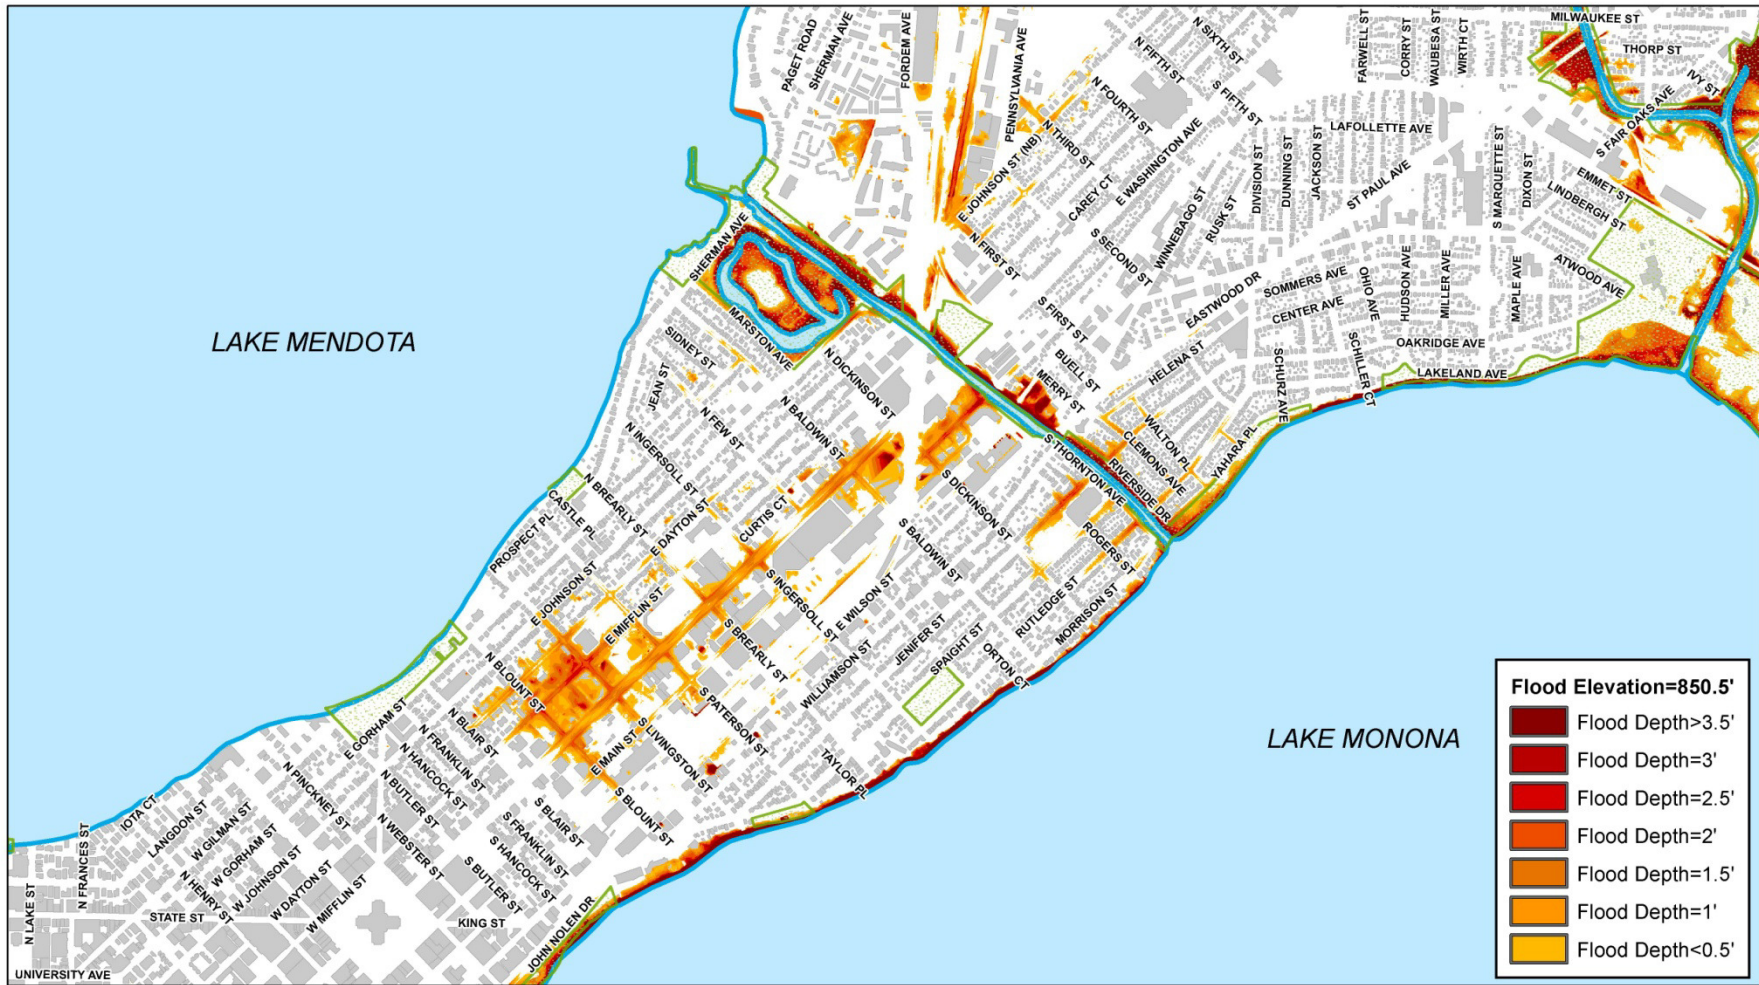 MILWAUKEE ST
THORP ST
IVY ST
S FAIR OAKS AVE
FARWELL ST
CORRY ST
WAUBESA ST
WIRTH CT
PAGET ROAD
SHERMAN AVE
FORDEM AVE
PENNSYLVANIA AVE
N SIXTH ST
N FIFTH ST
S FIFTH ST
N FOURTH ST
N THIRD ST
E JOHNSON ST (NB)
CAREY CT
E WASHINGTON AVE
N FIRST ST
S SECOND ST
WINNEBAGO ST
RUSK ST
DIVISION ST
DUNNING ST
JACKSON ST
LAFOLLETTE AVE
ST PAUL AVE
S MARQUETTE ST
DIXON ST
EMMET ST
LINDBERGH ST
ATWOOD AVE
MAPLE AVE
MILLER AVE
HUDSON AVE
OHIO AVE
SOMMERS AVE
CENTER AVE
EASTWOOD DR
OAKRIDGE AVE
LAKELAND AVE
SCHILLER CT
SCHURZ AVE
HELENA ST
S FIRST ST
BUELL ST
MERRY ST
WALTON PL
CLEMONS AVE
YAHARA PL
RIVERSIDE DR
S THORNTON AVE
SHERMAN AVE
MARSTON AVE
SIDNEY ST
JEAN ST
N DICKINSON ST
N BALDWIN ST
N FEW ST
N INGERSOLL ST
N BREARLY ST
CASTLE PL
PROSPECT PL
E DAYTON ST
CURTIS CT
E JOHNSON ST
E MIFFLIN ST
S DICKINSON ST
S BALDWIN ST
ROGERS ST
RUTLEDGE ST
MORRISON ST
S INGERSOLL ST
E WILSON ST
S BREARLY ST
JENIFER ST
SPAIGHT ST
ORTON CT
WILLIAMSON ST
S PATERSON ST
TAYLOR PL
S LIVINGSTON ST
E MAIN ST
S BLOUNT ST
N BLOUNT ST
N BLAIR ST
E GORHAM ST
N FRANKLIN ST
N HANCOCK ST
N BUTLER ST
N PINCKNEY ST
N WEBSTER ST
S BLAIR ST
S FRANKLIN ST
S HANCOCK ST
S BUTLER ST
KING ST
JOHN NOLEN DR
IOTA CT
LANGDON ST
W GILMAN ST
W GORHAM ST
W JOHNSON ST
W DAYTON ST
W MIFFLIN ST
N HENRY ST
N FRANCES ST
N LAKE ST
STATE ST
UNIVERSITY AVE
LAKE MENDOTA
LAKE MONONA
Flood Elevation=850.5'
Flood Depth>3.5'
Flood Depth=3'
Flood Depth=2.5'
Flood Depth=2'
Flood Depth=1.5'
Flood Depth=1'
Flood Depth<0.5'